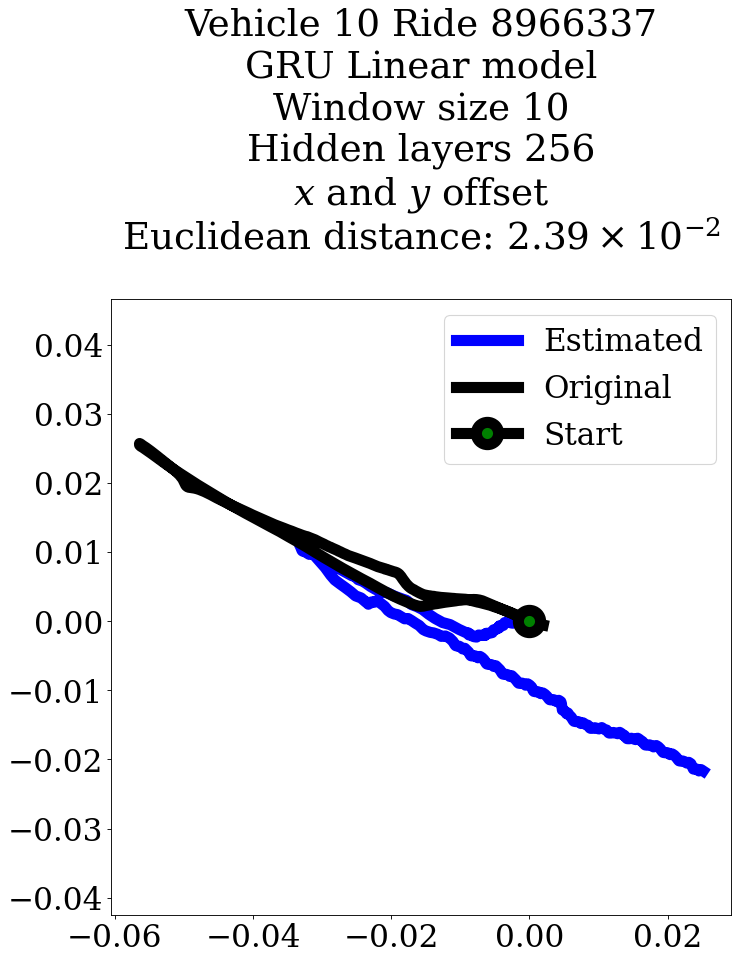 Vehicle 10 Ride 8966337
GRU Linear model
Window size 10
Hidden layers 256
x and y offset
Euclidean distance: 2.39 × 10⁻²
Estimated
Original
Start
0.04
0.03
0.02
0.01
0.00
−0.01
−0.02
−0.03
−0.04
−0.06 −0.04 −0.02 0.00 0.02